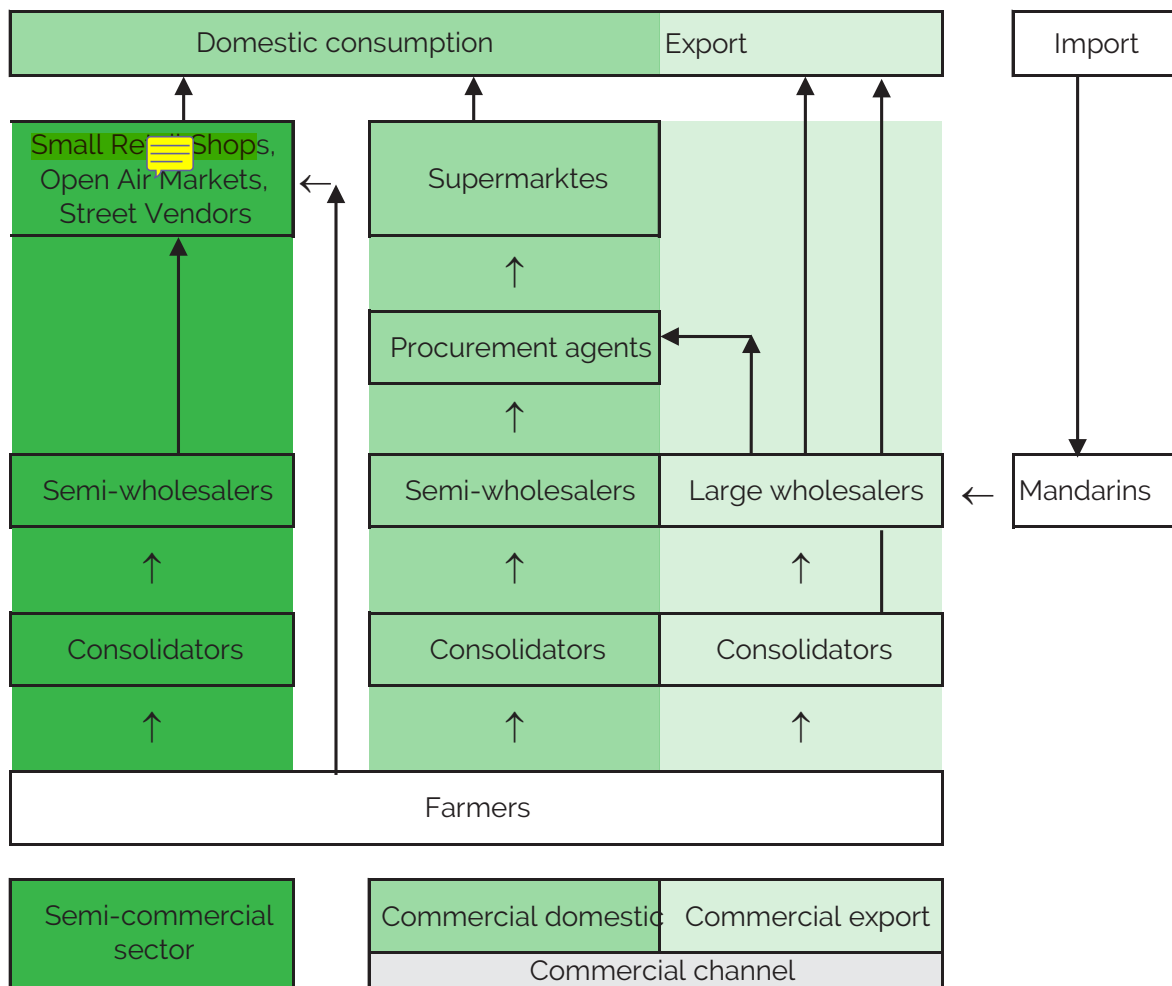 Domestic consumption
Export
Import
Small Retail Shops,
Open Air Markets,
Street Vendors
Supermarktes
Procurement agents
Semi-wholesalers
Semi-wholesalers
Large wholesalers
Mandarins
Consolidators
Consolidators
Consolidators
Farmers
Semi-commercial
sector
Commercial domestic
Commercial export
Commercial channel